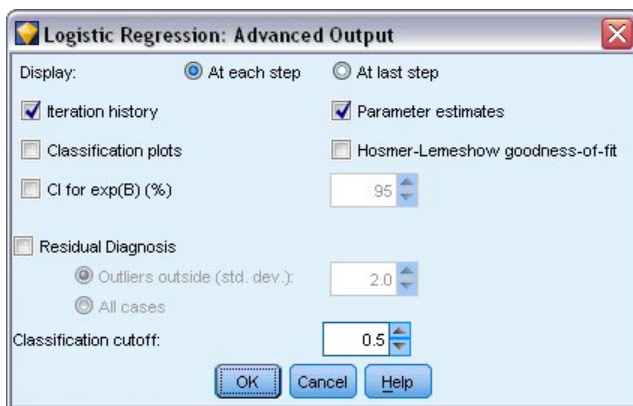 Logistic Regression: Advanced Output
Display: At each step At last step
Iteration history Parameter estimates
Classification plots Hosmer-Lemeshow goodness-of-fit
CI for exp(B) (%) 95
Residual Diagnosis
Outliers outside (std. dev.): 2.0
All cases
Classification cutoff: 0.5
OK Cancel Help